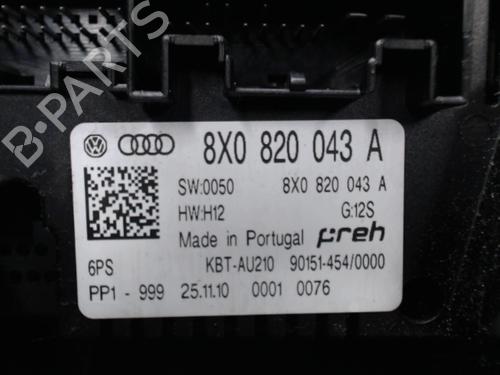 8X0 820 043 A
SW:0050 8X0 820 043 A
HW:H12 G:12S
Made in Portugal preh
6PS KBT-AU210 90151-454/0000
PP1 - 999 25.11.10 0001 0076
B-PARTS